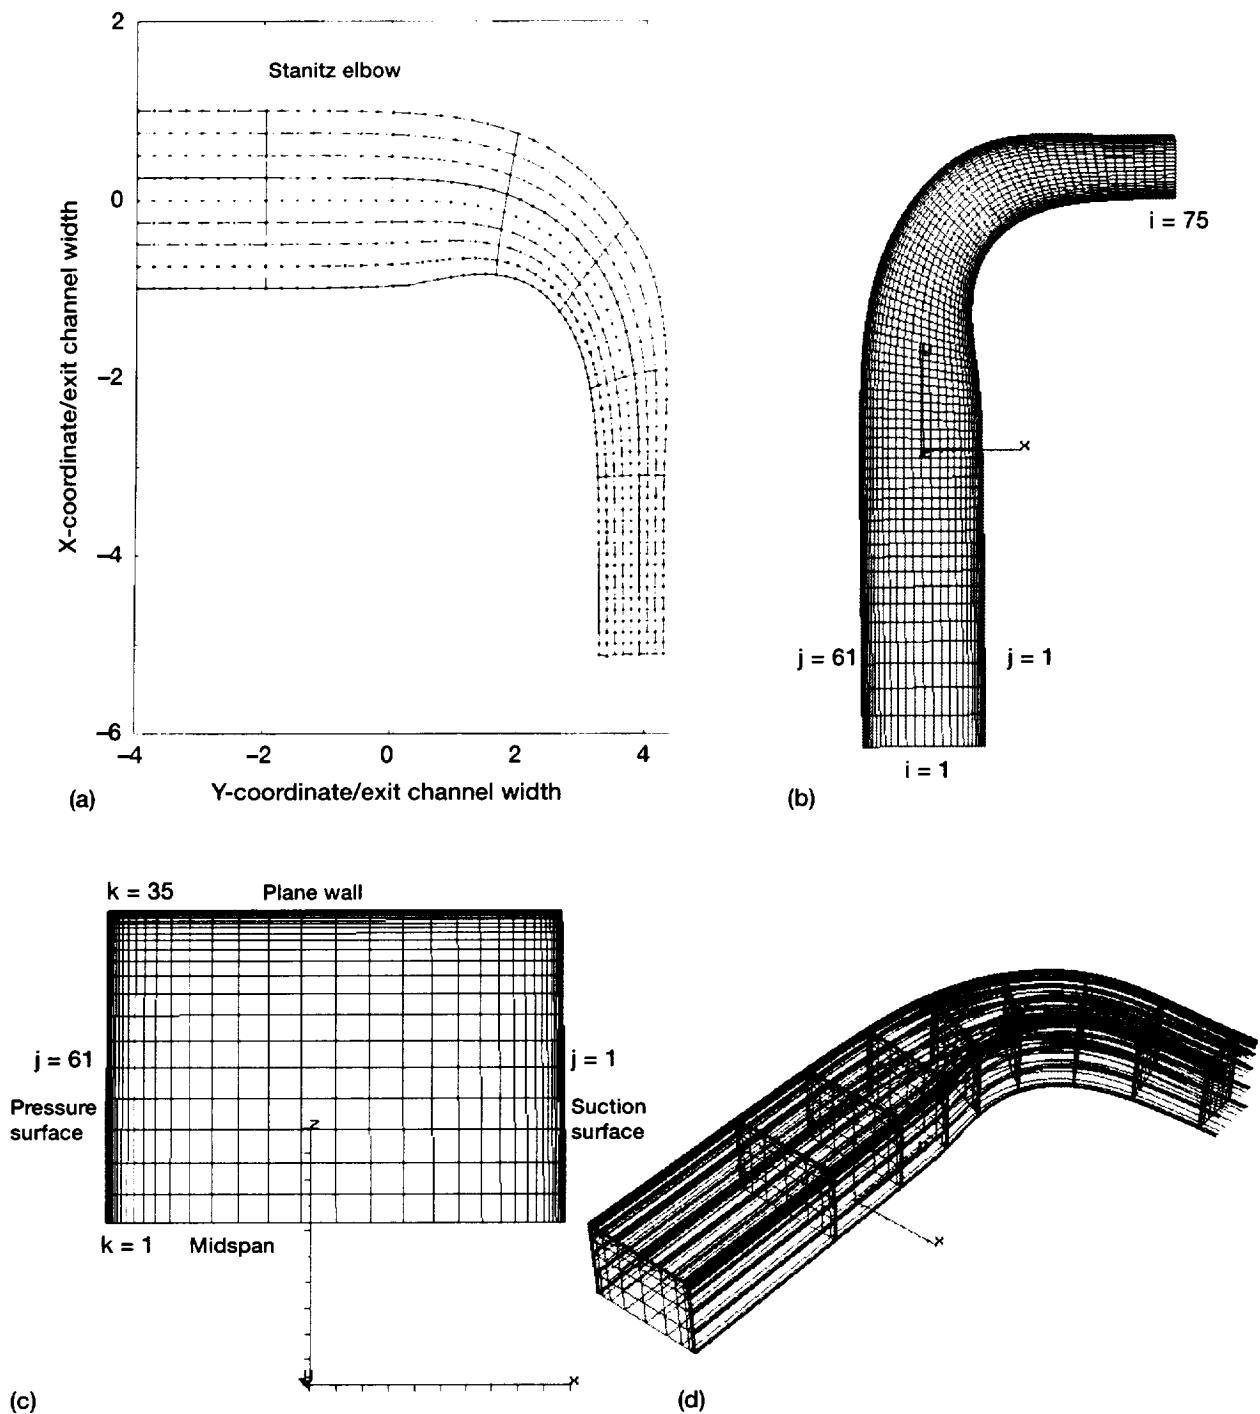 2
Stanitz elbow
0
−2
−4
−6
X-coordinate/exit channel width
−4
−2
0
2
4
Y-coordinate/exit channel width
(a)
i = 75
x
j = 61
j = 1
i = 1
(b)
k = 35
Plane wall
j = 61
j = 1
Pressure
surface
Suction
surface
z
k = 1
Midspan
x
(c)
x
(d)